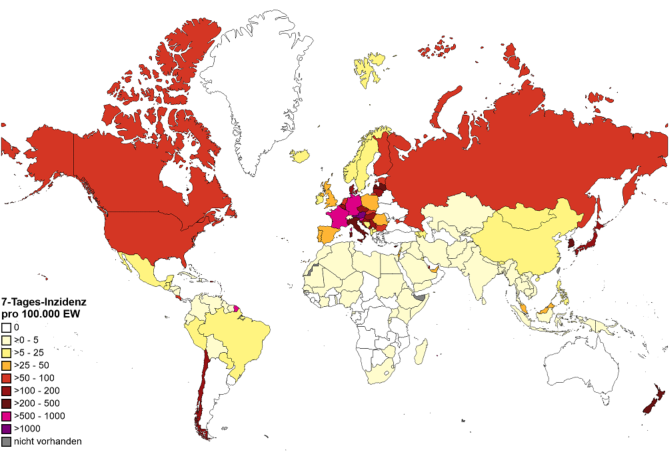 7-Tages-Inzidenz
pro 100.000 EW
0
>0 - 5
>5 - 25
>25 - 50
>50 - 100
>100 - 200
>200 - 500
>500 - 1000
>1000
nicht vorhanden